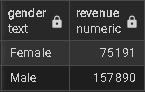 gender revenue
text numeric
Female 75191
Male 157890